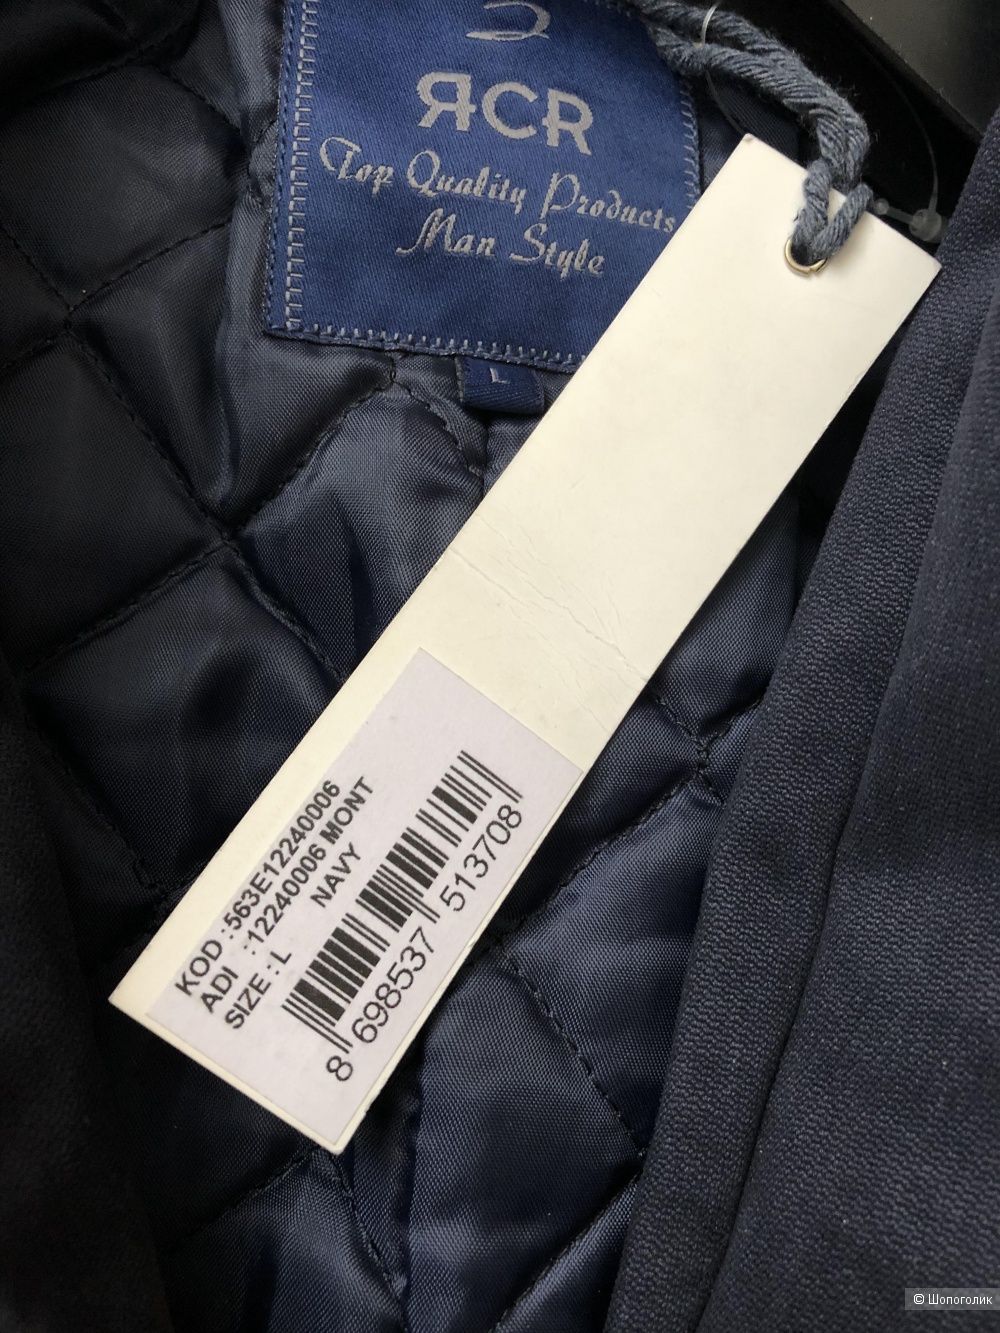 ЯCR
Top Quality Products
Man Style
L
KOD : 563E12240006
ADI : 12240006 MONT
SIZE : L NAVY
8 698537 513708
© Шопоголик